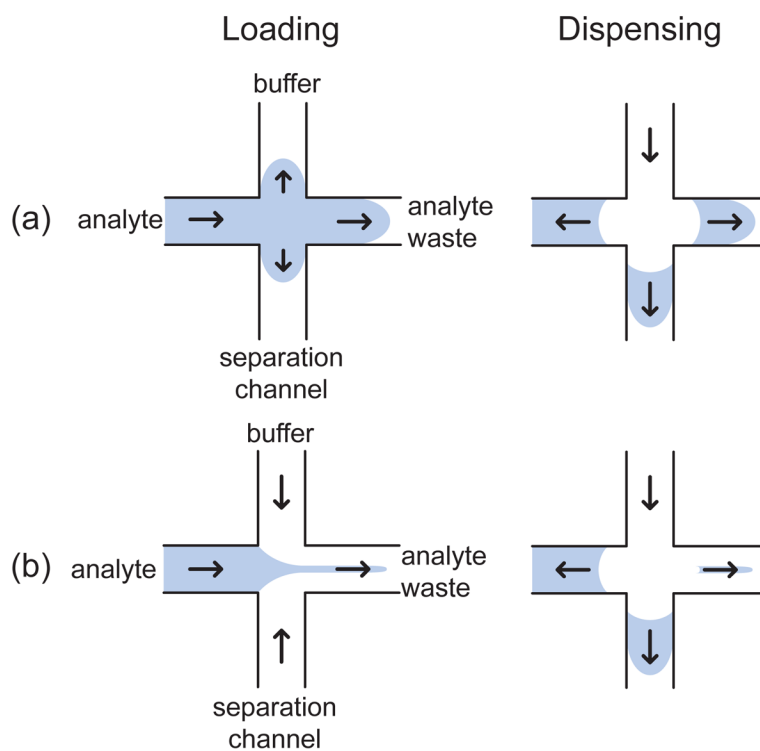 Loading
Dispensing
buffer
(a)
analyte
analyte
waste
separation
channel
buffer
(b)
analyte
analyte
waste
separation
channel